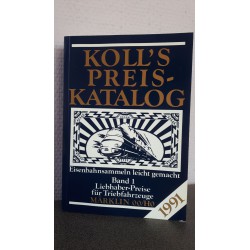 KOLL'S
PREIS-
KATALOG
Eisenbahnsammeln leicht gemacht
Band 1
Liebhaber-Preise
für Triebfahrzeuge
MÄRKLIN 00/H0
1991